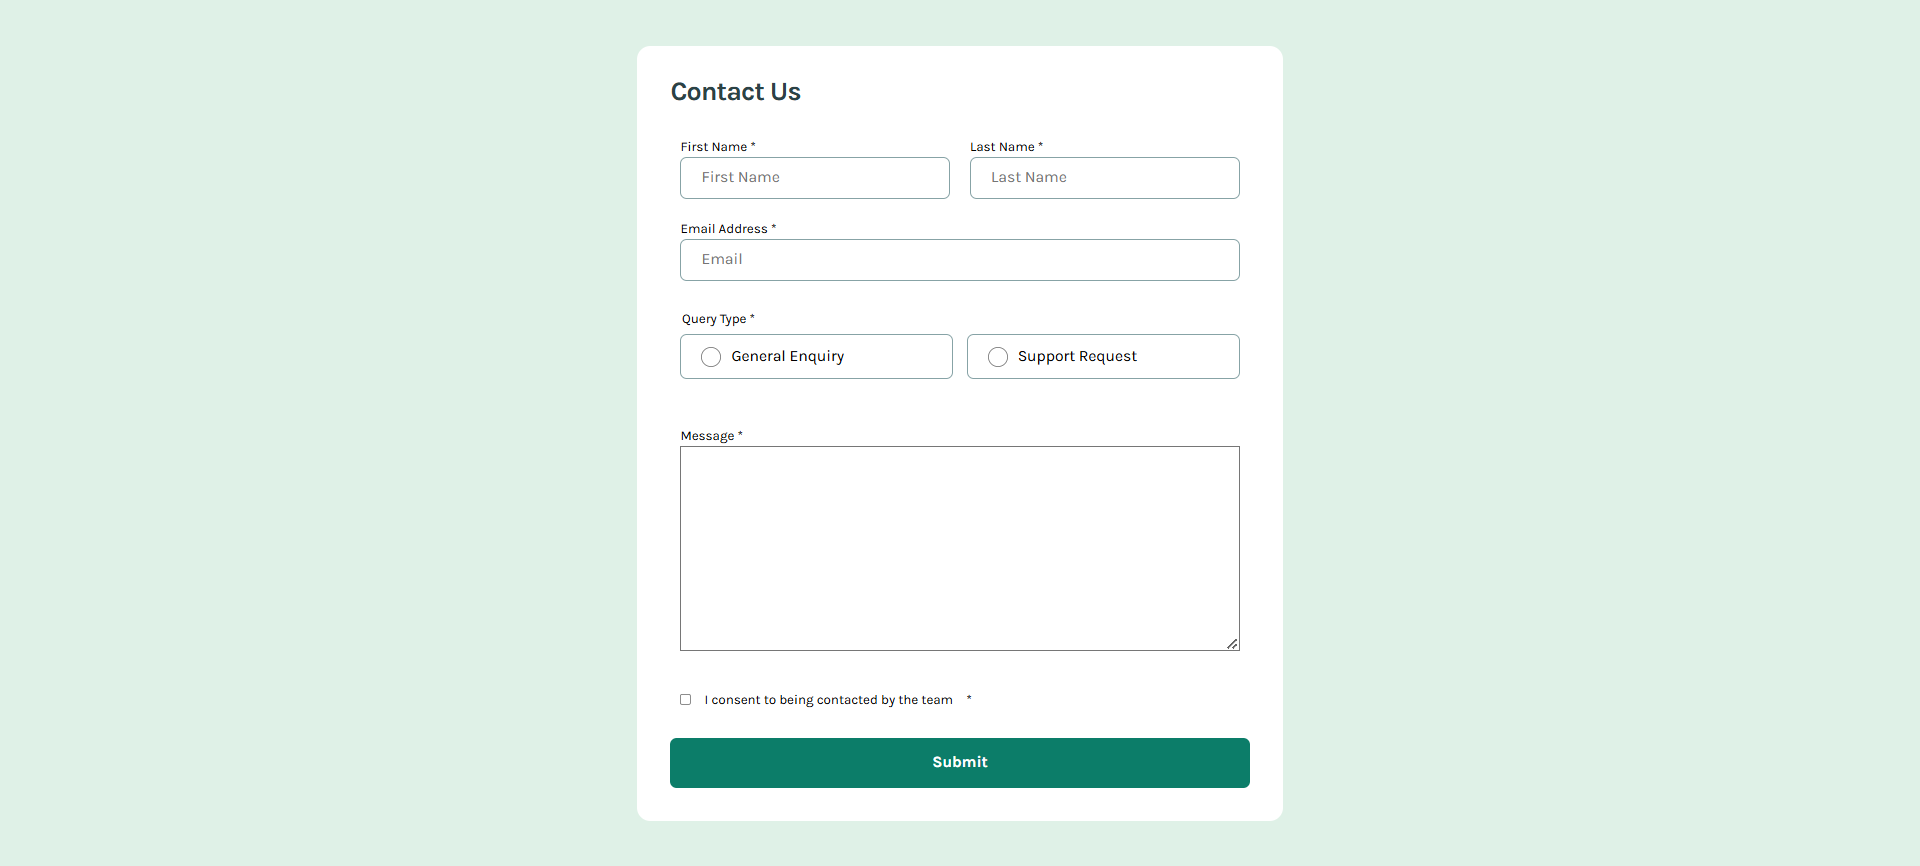 Contact Us
First Name * Last Name *
First Name Last Name
Email Address *
Email
Query Type *
General Enquiry Support Request
Message *
I consent to being contacted by the team *
Submit